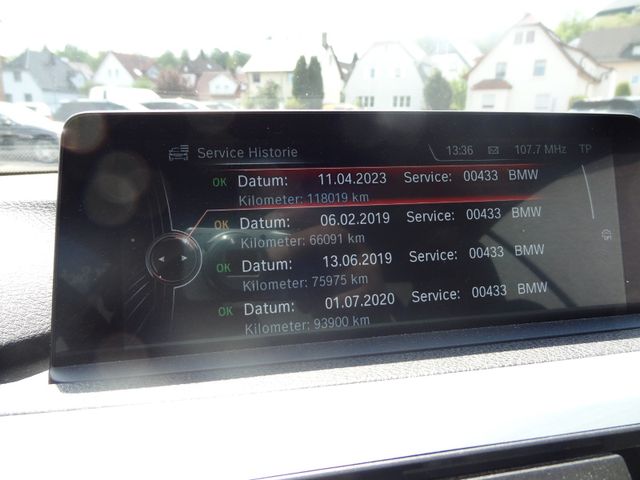 Service Historie 13:36 107.7 MHz TP
OK Datum: 11.04.2023 Service: 00433 BMW
Kilometer: 118019 km
OK Datum: 06.02.2019 Service: 00433 BMW
Kilometer: 66091 km
OK Datum: 13.06.2019 Service: 00433 BMW
Kilometer: 75975 km
OK Datum: 01.07.2020 Service: 00433 BMW
Kilometer: 93900 km